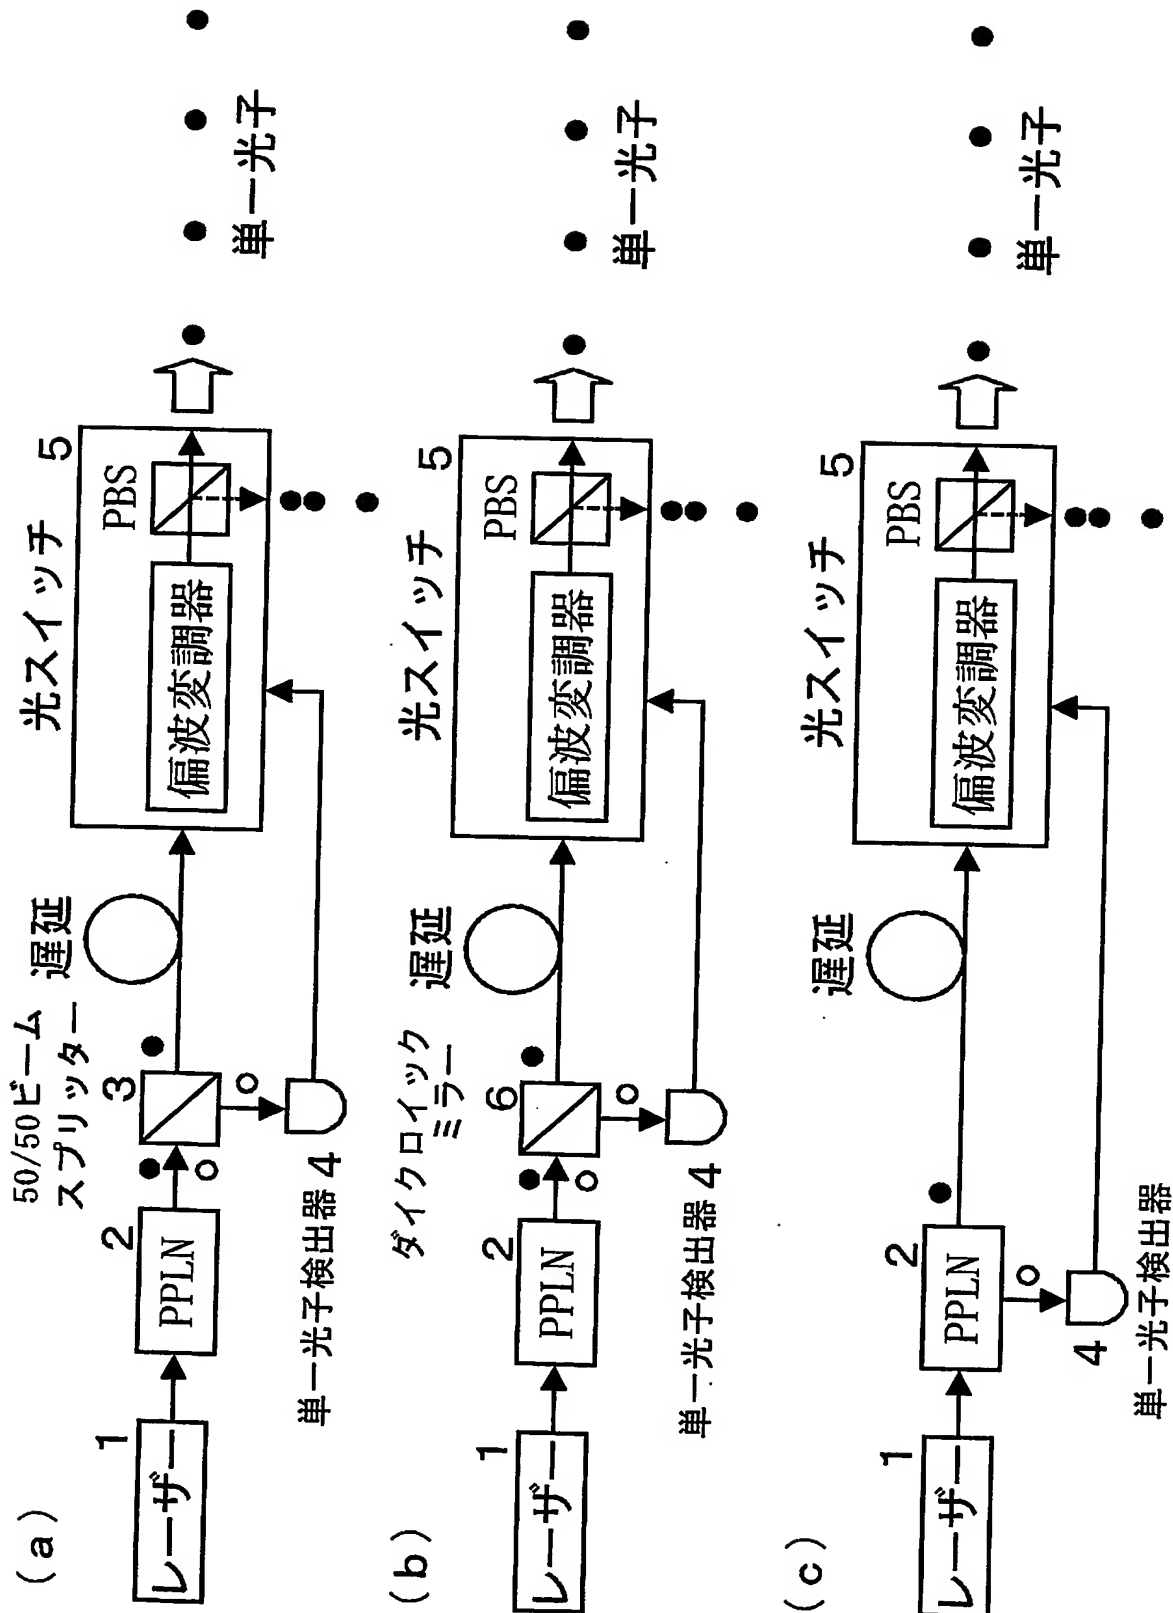 (a)
50/50ビーム
スプリッター
遅延
光スイッチ
1
2
3
5
レーザー
PPLN
偏波変調器
PBS
単一光子検出器 4
単一光子
(b)
ダイクロイック
ミラー
遅延
光スイッチ
1
2
6
5
レーザー
PPLN
偏波変調器
PBS
単一光子検出器 4
単一光子
(c)
遅延
光スイッチ
1
2
5
レーザー
PPLN
偏波変調器
PBS
4
単一光子検出器
単一光子